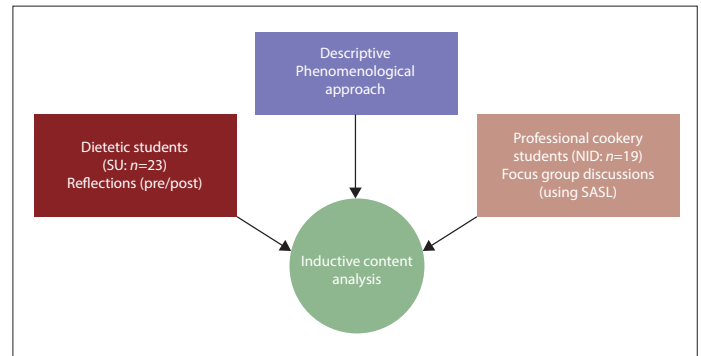 Descriptive
Phenomenological
approach
Dietetic students
(SU: n=23)
Reflections (pre/post)
Professional cookery
students (NID: n=19)
Focus group discussions
(using SASL)
Inductive content
analysis